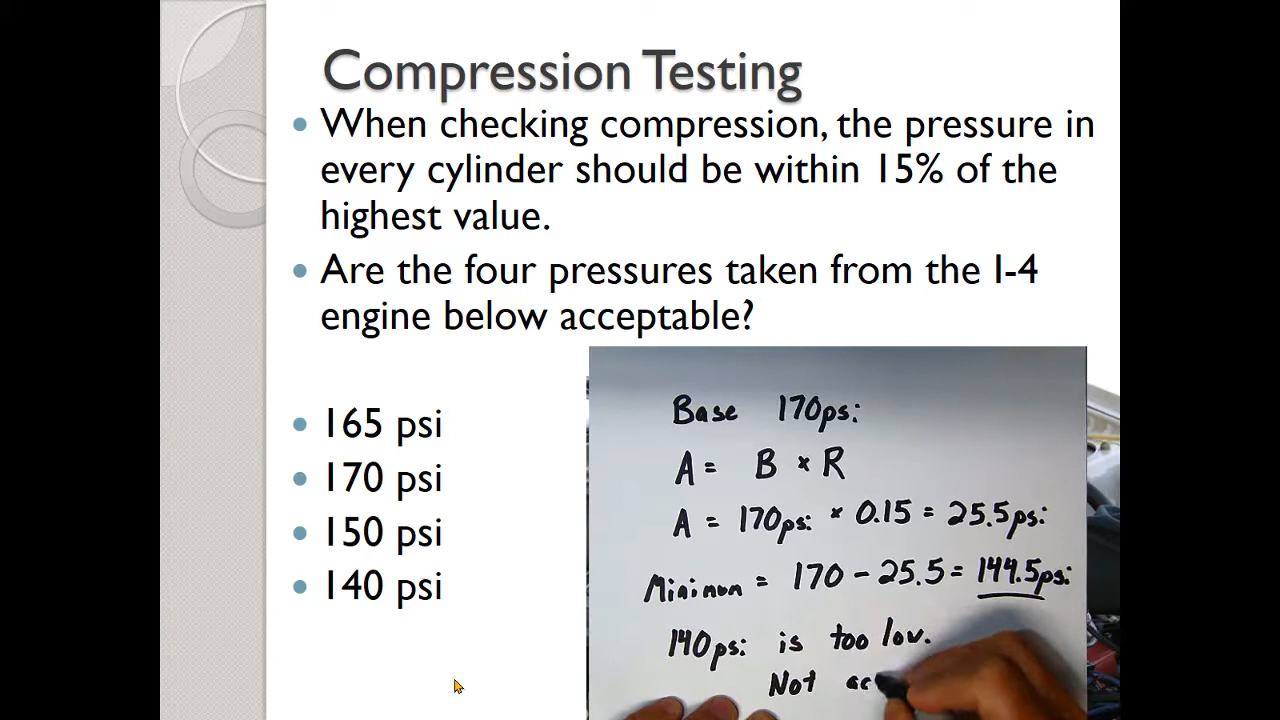 Compression Testing
When checking compression, the pressure in
every cylinder should be within 15% of the
highest value.
Are the four pressures taken from the I-4
engine below acceptable?
165 psi
170 psi
150 psi
140 psi
Base 170psi
A = B × R
A = 170psi × 0.15 = 25.5psi
Minimun = 170 - 25.5 = 144.5psi
140psi is too low.
Not ac